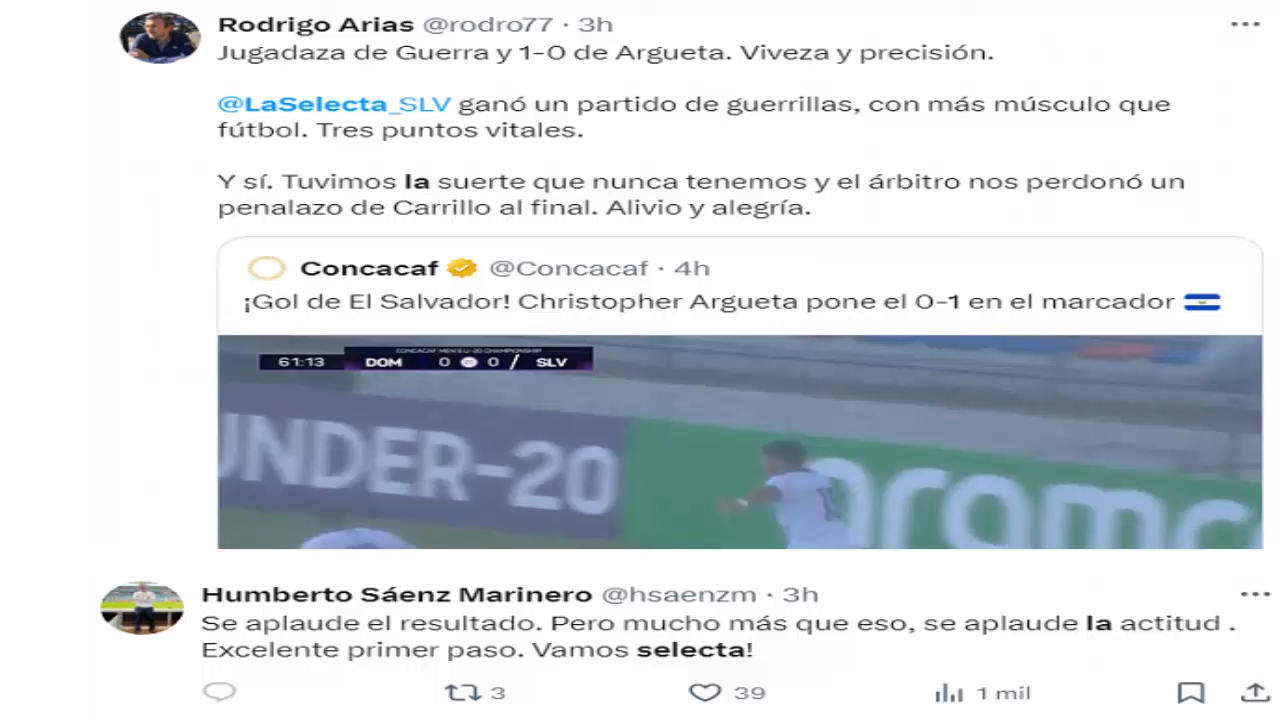 Rodrigo Arias @rodro77 · 3h
Jugadaza de Guerra y 1-0 de Argueta. Viveza y precisión.
@LaSelecta_SLV ganó un partido de guerrillas, con más músculo que
fútbol. Tres puntos vitales.
Y sí. Tuvimos la suerte que nunca tenemos y el árbitro nos perdonó un
penalazo de Carrillo al final. Alivio y alegría.
Concacaf @Concacaf · 4h
¡Gol de El Salvador! Christopher Argueta pone el 0-1 en el marcador
CONCACAF MEN'S U-20 CHAMPIONSHIP
61:13 DOM 0 0 / SLV
UNDER-20 aramco
Humberto Sáenz Marinero @hsaenzm · 3h
Se aplaude el resultado. Pero mucho más que eso, se aplaude la actitud .
Excelente primer paso. Vamos selecta!
3 39 1 mil